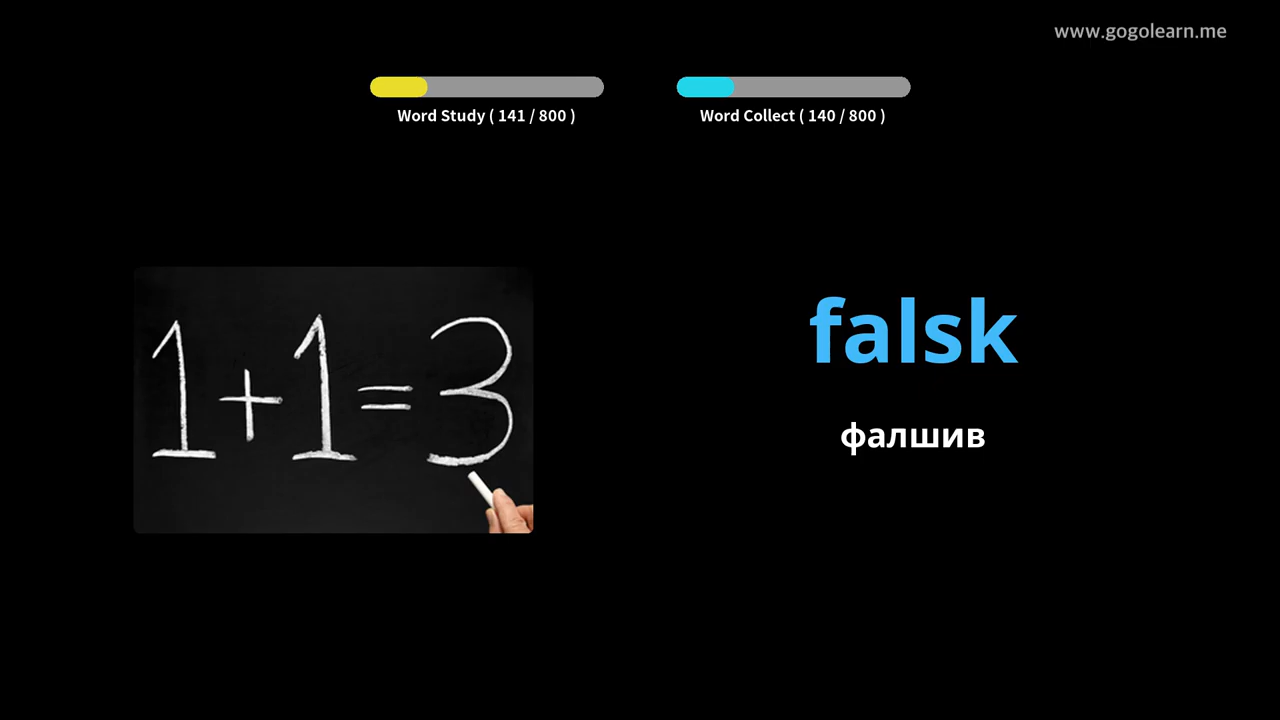 www.gogolearn.me
Word Study ( 141 / 800 )
Word Collect ( 140 / 800 )
1+1=3
falsk
фалшив